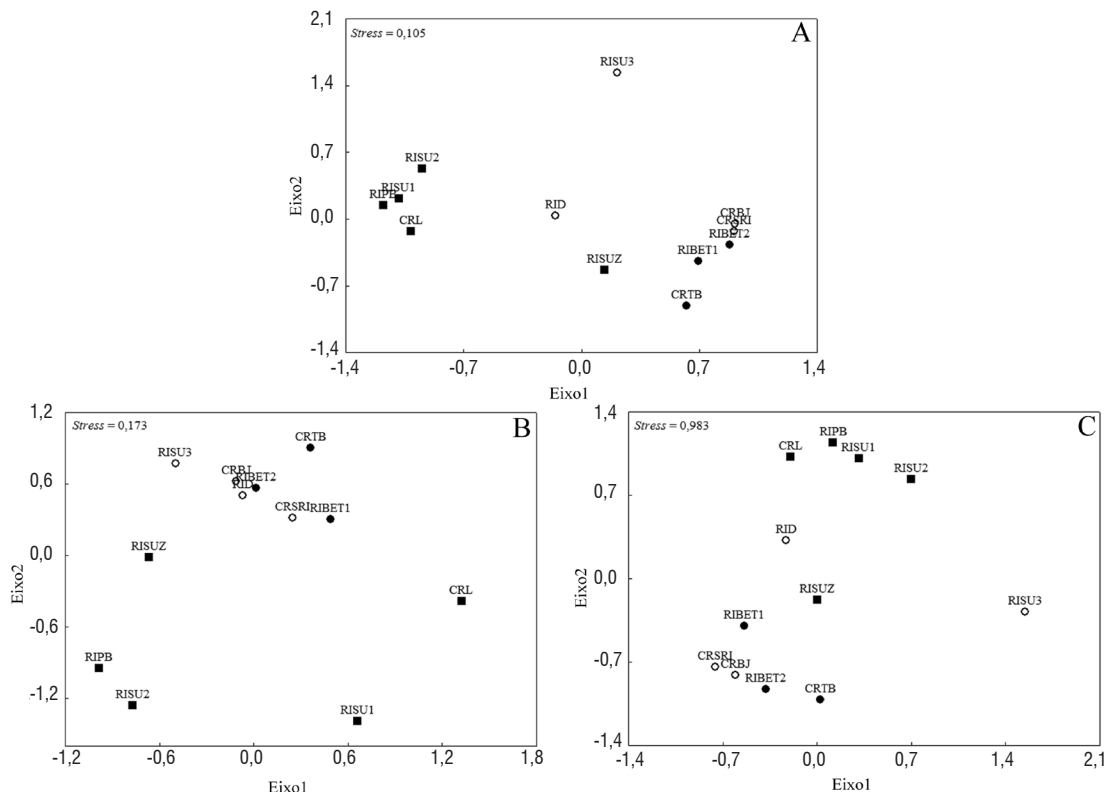 2,1
1,4
0,7
0,0
-0,7
-1,4
Eixo2
Stress = 0,105
A
RISU3
RISU2
RISU1
RIPB
CRL
RID
CRBJ
CRSRI
RIBET2
RIBET1
RISUZ
CRTB
-1,4 -0,7 0,0 0,7 1,4
Eixo1
1,2
0,6
0,0
-0,6
-1,2
Eixo2
Stress = 0,173
B
CRTB
RISU3
CRBJ
RIBET2
RID
CRSRI RIBET1
RISUZ
CRL
RIPB
RISU2
RISU1
-1,2 -0,6 0,0 0,6 1,2 1,8
Eixo1
1,4
0,7
0,0
-0,7
-1,4
Eixo2
Stress = 0,983
C
RIPB
CRL
RISU1
RISU2
RID
RISUZ
RISU3
RIBET1
CRSRI
CRBJ
RIBET2
CRTB
-1,4 -0,7 0,0 0,7 1,4 2,1
Eixo1